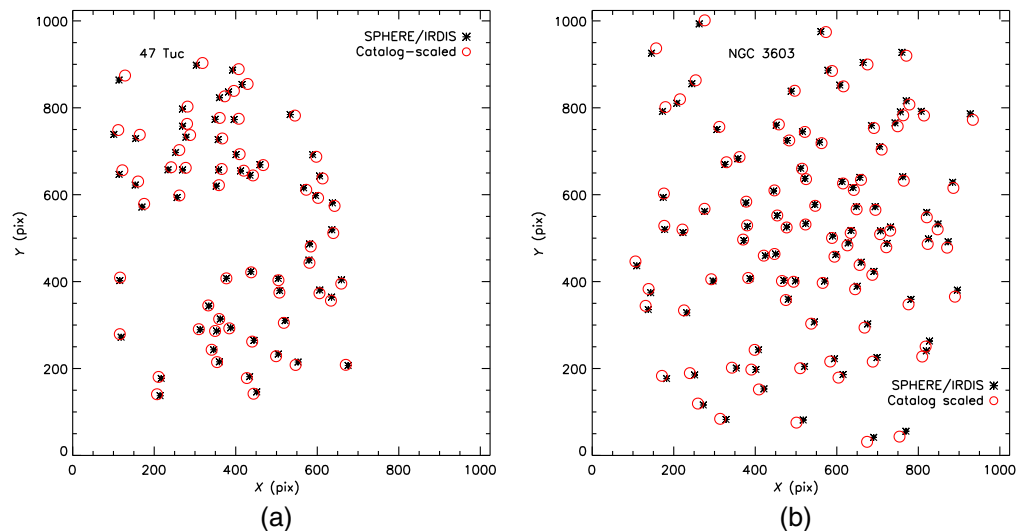 1000
47 Tuc
SPHERE/IRDIS
Catalog-scaled
800
600
Y (pix)
400
200
0
0 200 400 600 800 1000
X (pix)
(a)
1000
NGC 3603
800
600
Y (pix)
400
200
SPHERE/IRDIS
Catalog scaled
0
0 200 400 600 800 1000
X (pix)
(b)